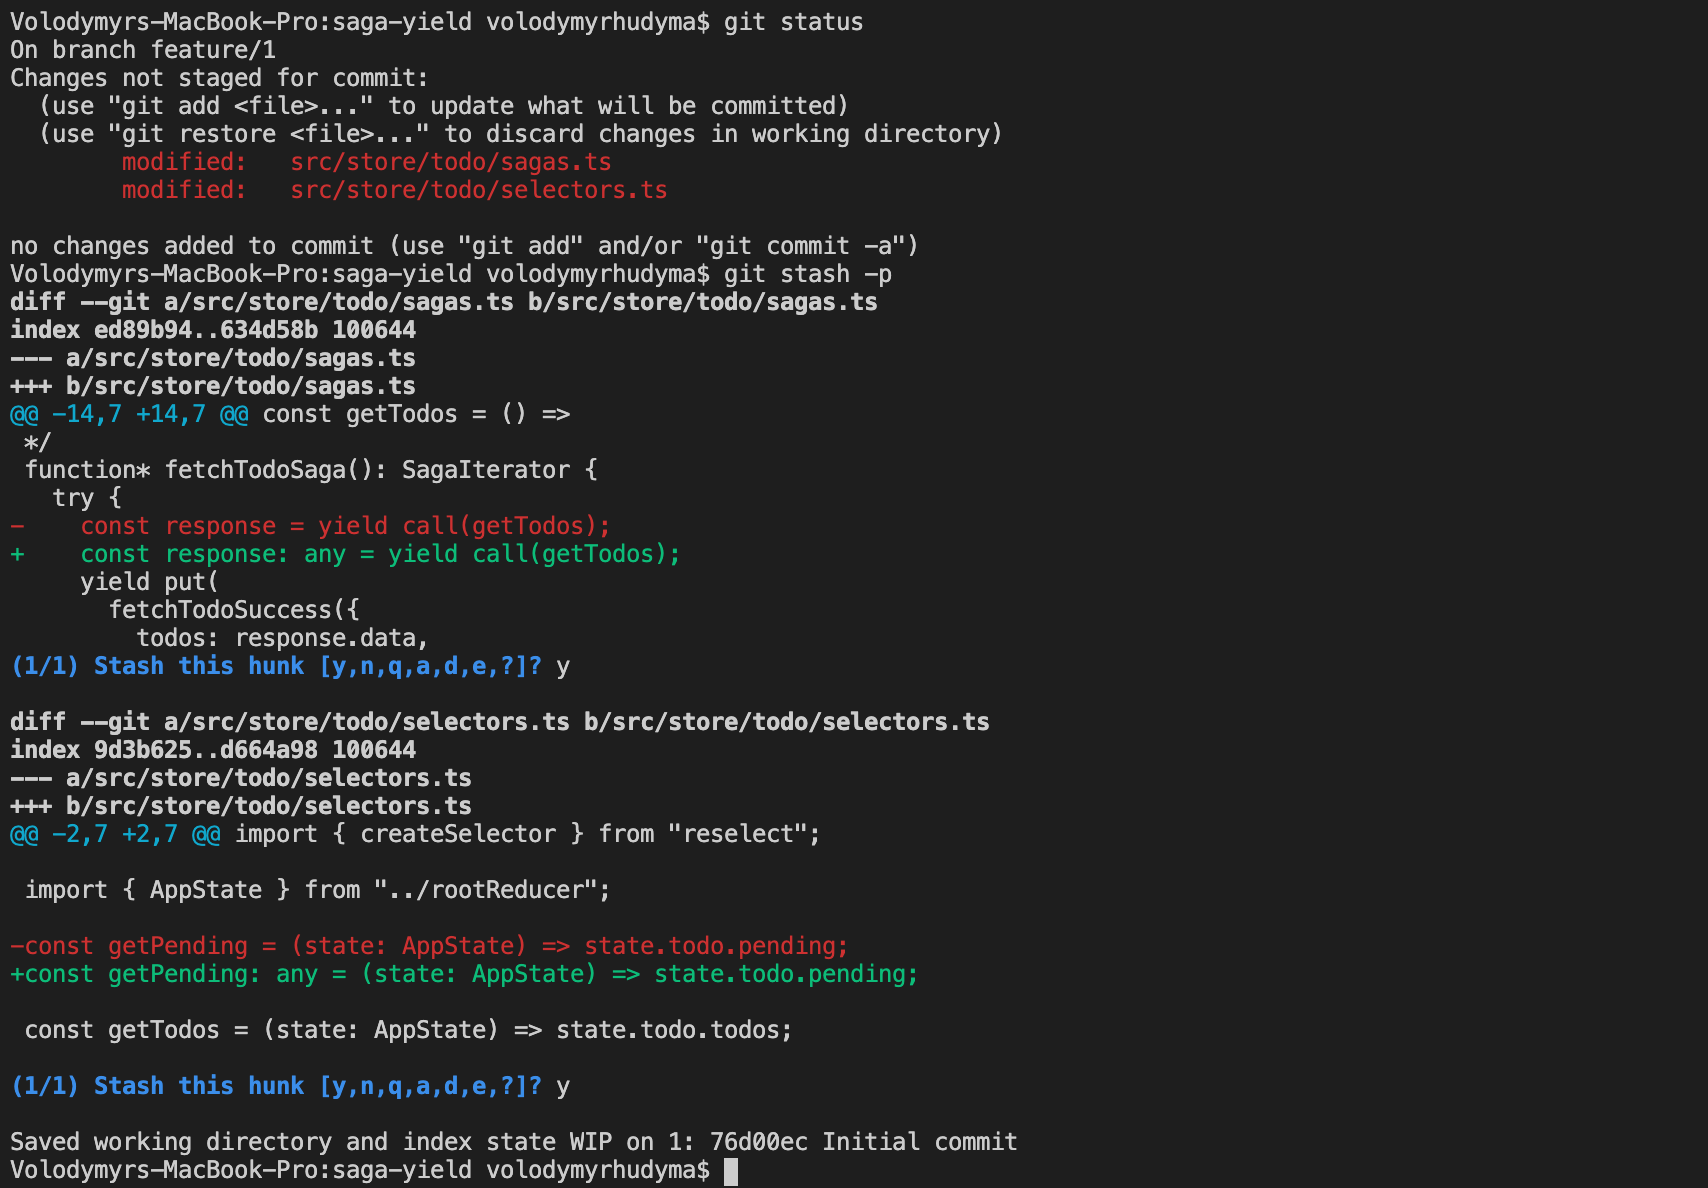 Volodymyrs-MacBook-Pro:saga-yield volodymyrhudyma$ git status
On branch feature/1
Changes not staged for commit:
  (use "git add <file>..." to update what will be committed)
  (use "git restore <file>..." to discard changes in working directory)
        modified:   src/store/todo/sagas.ts
        modified:   src/store/todo/selectors.ts

no changes added to commit (use "git add" and/or "git commit -a")
Volodymyrs-MacBook-Pro:saga-yield volodymyrhudyma$ git stash -p
diff --git a/src/store/todo/sagas.ts b/src/store/todo/sagas.ts
index ed89b94..634d58b 100644
--- a/src/store/todo/sagas.ts
+++ b/src/store/todo/sagas.ts
@@ -14,7 +14,7 @@ const getTodos = () =>
 */
 function* fetchTodoSaga(): SagaIterator {
   try {
-    const response = yield call(getTodos);
+    const response: any = yield call(getTodos);
     yield put(
       fetchTodoSuccess({
         todos: response.data,
(1/1) Stash this hunk [y,n,q,a,d,e,?]? y

diff --git a/src/store/todo/selectors.ts b/src/store/todo/selectors.ts
index 9d3b625..d664a98 100644
--- a/src/store/todo/selectors.ts
+++ b/src/store/todo/selectors.ts
@@ -2,7 +2,7 @@ import { createSelector } from "reselect";

 import { AppState } from "../rootReducer";

-const getPending = (state: AppState) => state.todo.pending;
+const getPending: any = (state: AppState) => state.todo.pending;

 const getTodos = (state: AppState) => state.todo.todos;

(1/1) Stash this hunk [y,n,q,a,d,e,?]? y

Saved working directory and index state WIP on 1: 76d00ec Initial commit
Volodymyrs-MacBook-Pro:saga-yield volodymyrhudyma$